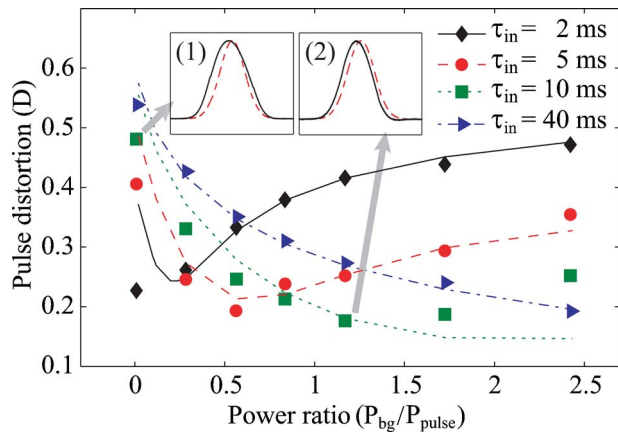 (1)
(2)
τin = 2 ms
τin = 5 ms
τin = 10 ms
τin = 40 ms
Pulse distortion (D)
0.6
0.5
0.4
0.3
0.2
0.1
0
0.5
1
1.5
2
2.5
Power ratio (Pbg/Ppulse)